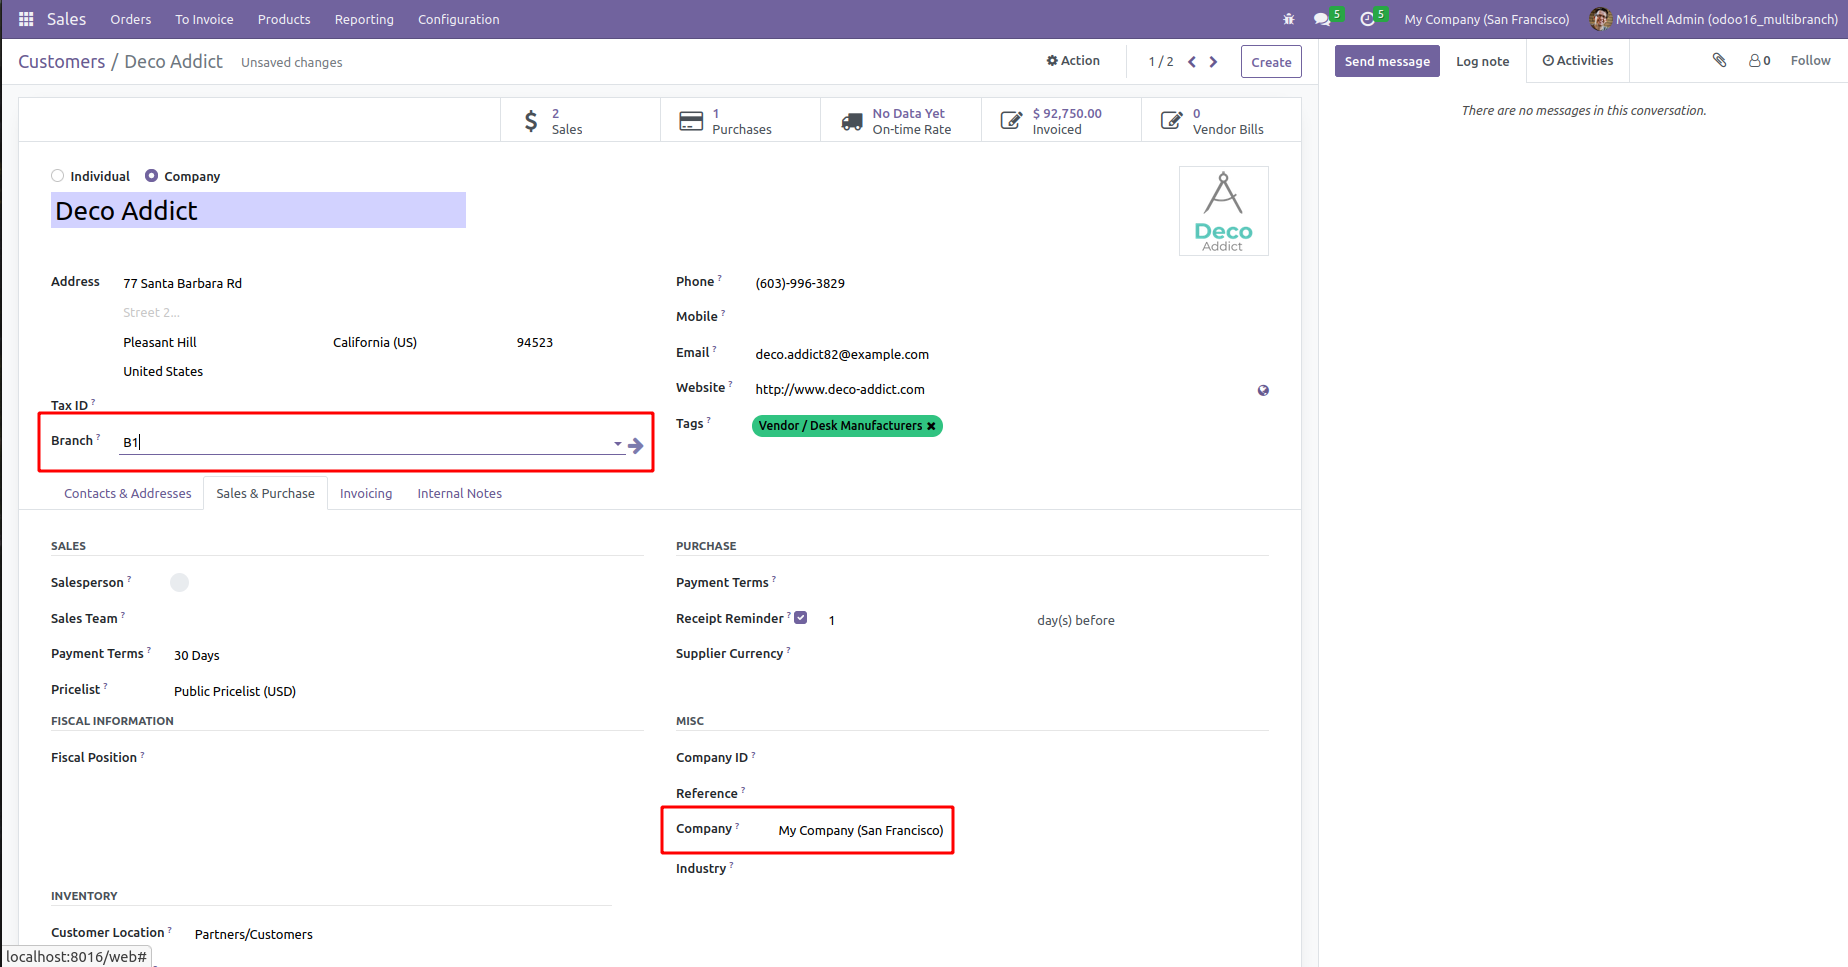 Sales Orders To Invoice Products Reporting Configuration 5 5 My Company (San Francisco) Mitchell Admin (odoo16_multibranch)
Customers / Deco Addict Unsaved changes Action 1 / 2 Create Send message Log note Activities 0 Follow
There are no messages in this conversation.
2 Sales
1 Purchases
No Data Yet On-time Rate
$ 92,750.00 Invoiced
0 Vendor Bills
Individual Company
Deco Addict
Deco
Addict
Address 77 Santa Barbara Rd
Street 2...
Pleasant Hill California (US) 94523
United States
Tax ID ?
Branch ? B1
Phone ? (603)-996-3829
Mobile ?
Email ? deco.addict82@example.com
Website ? http://www.deco-addict.com
Tags ? Vendor / Desk Manufacturers
Contacts & Addresses Sales & Purchase Invoicing Internal Notes
SALES
Salesperson ?
Sales Team ?
Payment Terms ? 30 Days
Pricelist ? Public Pricelist (USD)
PURCHASE
Payment Terms ?
Receipt Reminder ? 1 day(s) before
Supplier Currency ?
FISCAL INFORMATION
Fiscal Position ?
MISC
Company ID ?
Reference ?
Company ? My Company (San Francisco)
Industry ?
INVENTORY
Customer Location ? Partners/Customers
localhost:8016/web#